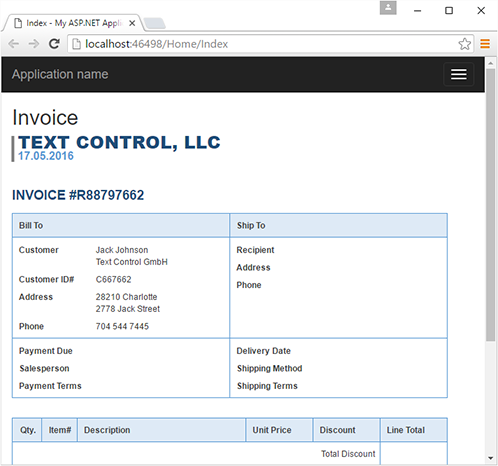 Index - My ASP.NET Applic
localhost:46498/Home/Index
Application name
Invoice
TEXT CONTROL, LLC
17.05.2016
INVOICE #R88797662
Bill To
Ship To
Customer Jack Johnson
Text Control GmbH
Customer ID# C667662
Address 28210 Charlotte
2778 Jack Street
Phone 704 544 7445
Recipient
Address
Phone
Payment Due
Salesperson
Payment Terms
Delivery Date
Shipping Method
Shipping Terms
Qty. Item# Description Unit Price Discount Line Total
Total Discount